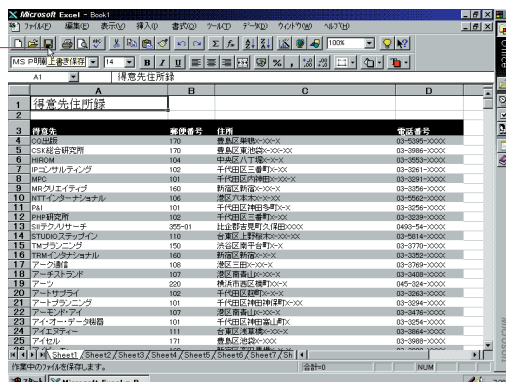 Microsoft Excel - Book1
ファイル(F) 編集(E) 表示(V) 挿入(I) 書式(O) ツール(T) データ(D) ウィンドウ(W) ヘルプ(H)
100%
MS P明朝 上書き保存 14 B I U
A1 得意先住所録
A B C D
1 得意先住所録
2
3 得意先 郵便番号 住所 電話番号
4 CQ出版 170 豊島区巣鴨X-XX-X 03-5395-XXXX
5 CSK総合研究所 170 豊島区東池袋X-XX-XX 03-3986-XXXX
6 HIROM 104 中央区八丁堀X-X-X 03-3553-XXXX
7 IPコンサルティング 102 千代田区三番町X-XX 03-3261-XXXX
8 MPC 101 千代田区内神田X-XX-X 03-3291-XXXX
9 MRクリエイティブ 160 新宿区新宿X-X-X 03-3356-XXXX
10 NTTインターナショナル 106 港区六本木X-XX-XX 03-5562-XXXX
11 P&I 101 千代田区神田多町X-X 03-3256-XXXX
12 PHP研究所 102 千代田区三番町X-XX 03-3239-XXXX
13 SIIテクノリサーチ 355-01 比企郡吉見町久保田XXXX 0493-54-XXXX
14 STUDIOステップイン 110 台東区上野桜木X-XX-XX 03-5814-XXXX
15 TMプランニング 150 渋谷区南平台町X-X 03-3770-XXXX
16 TRMインタナショナル 160 新宿区新宿X-X-X 03-3352-XXXX
17 アーク通信 108 港区三田X-XX-XX 03-3769-XXXX
18 アーチストランド 107 港区南青山X-XX-X 03-3408-XXXX
19 アーツ 220 横浜市西区楠町XX-X 045-324-XXXX
20 アートサプライ 102 千代田区麹町X-XX-X 03-3263-XXXX
21 アートプランニング 101 千代田区神田神保町X-XX 03-3294-XXXX
22 アーモンド・アイ 107 港区南青山X-XX-X 03-3476-XXXX
23 アイ・オー・データ機器 101 千代田区神田富山町X 03-3254-XXXX
24 アイエヌティー 111 台東区浅草橋X-XX-X 03-3864-XXXX
25 アイセル 171 豊島区池袋X-XX-X 03-3988-XXXX
Sheet1 Sheet2 Sheet3 Sheet4 Sheet5 Sheet6 Sheet7 Sh
作業中のファイルを保存します。 合計=0 NUM
Microsoft Excel - B
Office